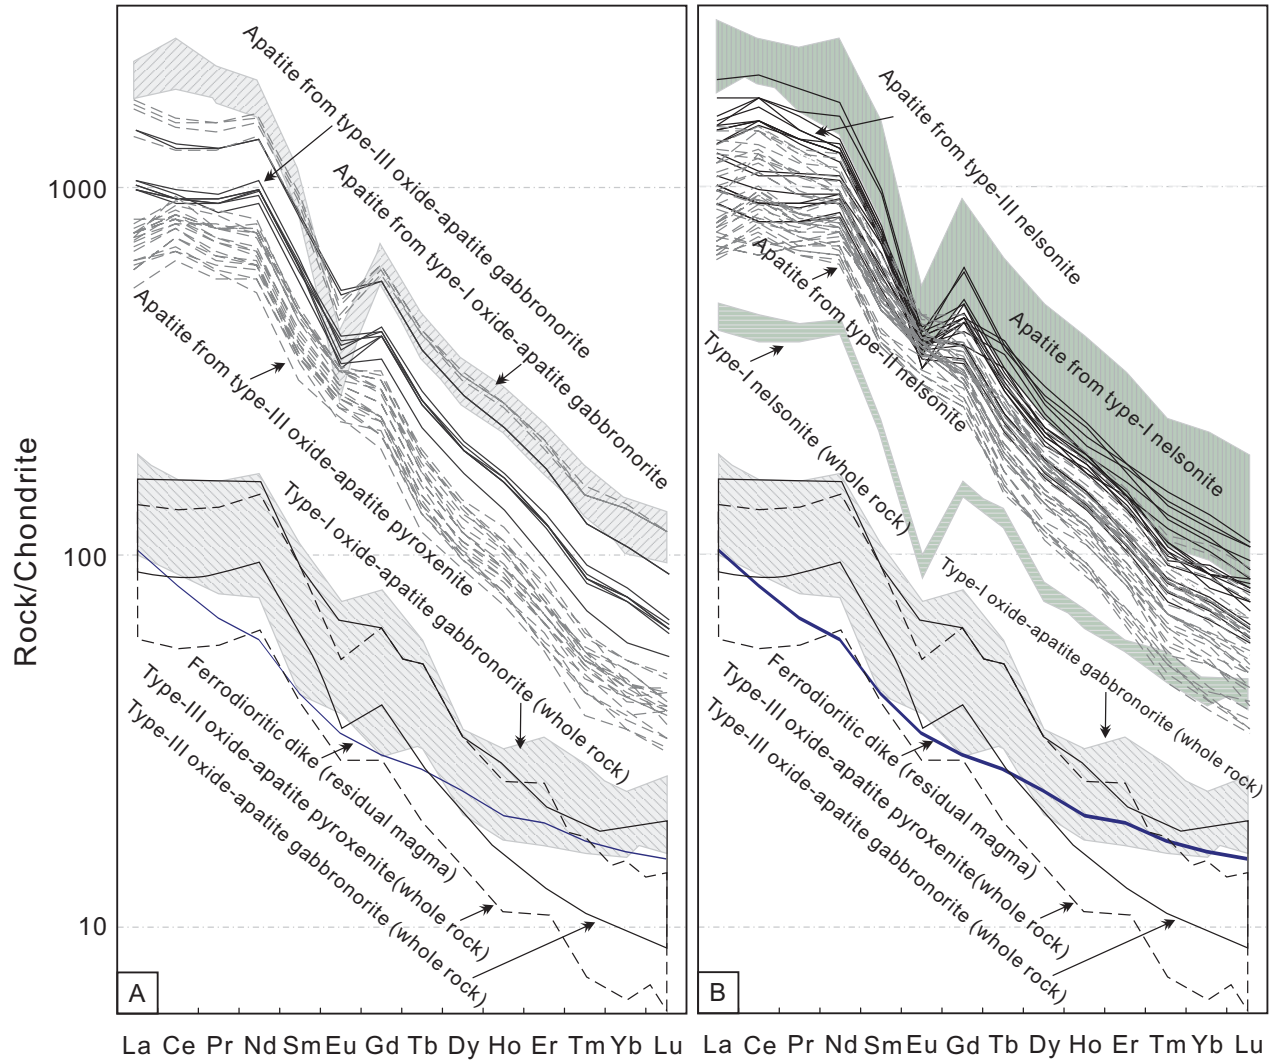 Rock/Chondrite
1000
100
10
Apatite from type-III oxide-apatite gabbronorite
Apatite from type-I oxide-apatite gabbronorite
Apatite from type-III oxide-apatite pyroxenite
Type-I oxide-apatite gabbronorite (whole rock)
Ferrodioritic dike (residual magma)
Type-III oxide-apatite pyroxenite(whole rock)
Type-III oxide-apatite gabbronorite (whole rock)
A
La Ce Pr Nd Sm Eu Gd Tb Dy Ho Er Tm Yb Lu
Apatite from type-III nelsonite
Apatite from type-II nelsonite
Apatite from type-I nelsonite
Type-I nelsonite (whole rock)
Type-I oxide-apatite gabbronorite (whole rock)
Ferrodioritic dike (residual magma)
Type-III oxide-apatite pyroxenite(whole rock)
Type-III oxide-apatite gabbronorite (whole rock)
B
La Ce Pr Nd Sm Eu Gd Tb Dy Ho Er Tm Yb Lu